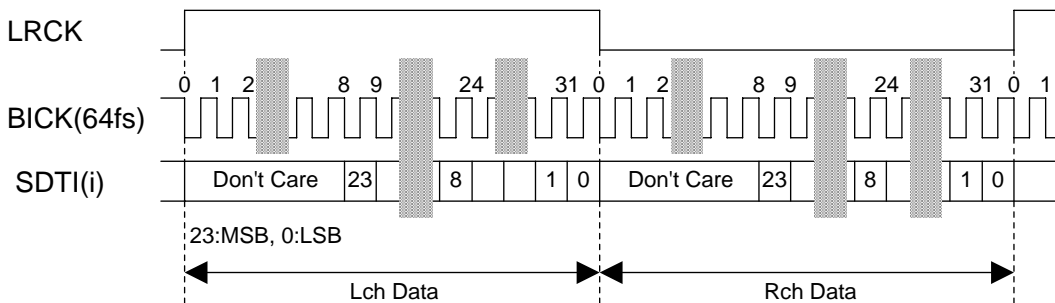 LRCK
0 1 2 8 9 24 31 0 1 2 8 9 24 31 0 1
BICK(64fs)
SDTI(i) Don't Care 23 8 1 0 Don't Care 23 8 1 0
23:MSB, 0:LSB
Lch Data Rch Data